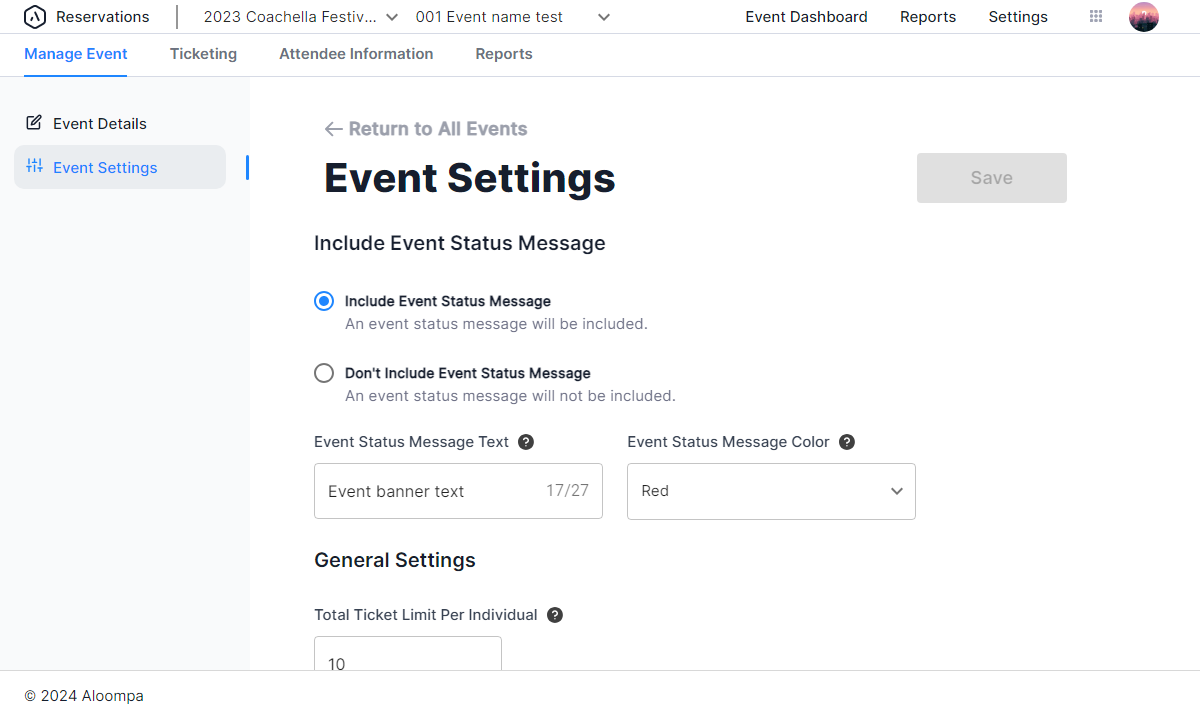 Reservations
2023 Coachella Festiv...
001 Event name test
Event Dashboard
Reports
Settings
Manage Event
Ticketing
Attendee Information
Reports
Event Details
Event Settings
Return to All Events
Event Settings
Save
Include Event Status Message
Include Event Status Message
An event status message will be included.
Don't Include Event Status Message
An event status message will not be included.
Event Status Message Text ?
Event Status Message Color ?
Event banner text 17/27
Red
General Settings
Total Ticket Limit Per Individual ?
10
© 2024 Aloompa